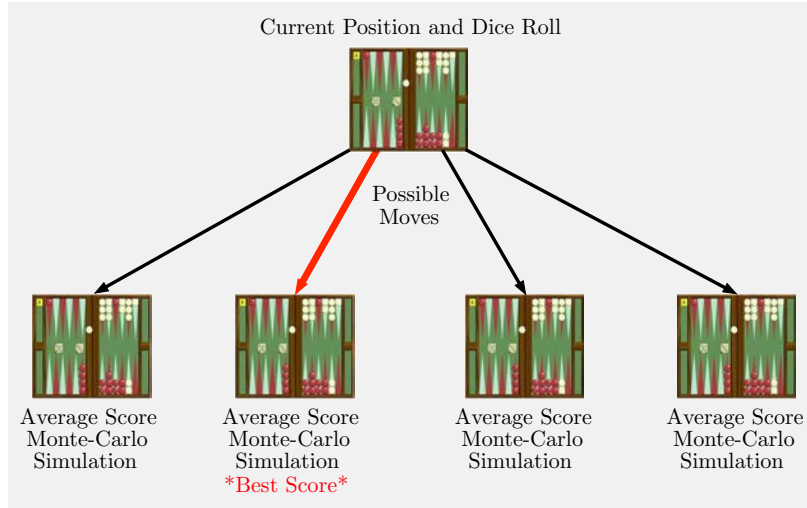 Current Position and Dice Roll
Possible
Moves
Average Score
Monte-Carlo
Simulation
Average Score
Monte-Carlo
Simulation
*Best Score*
Average Score
Monte-Carlo
Simulation
Average Score
Monte-Carlo
Simulation